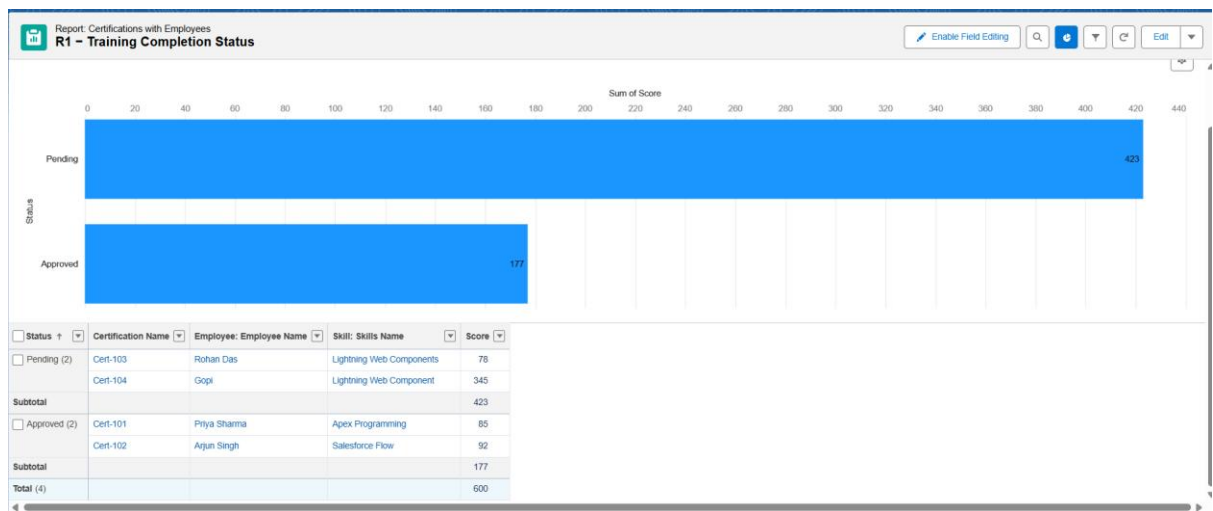 Report: Certifications with Employees
R1 – Training Completion Status
Enable Field Editing
Edit
Sum of Score
0 20 40 60 80 100 120 140 160 180 200 220 240 260 280 300 320 340 360 380 400 420 440
Status
Pending 423
Approved 177
Status ↑ Certification Name Employee: Employee Name Skill: Skills Name Score
Pending (2) Cert-103 Rohan Das Lightning Web Components 78
Cert-104 Gopi Lightning Web Component 345
Subtotal 423
Approved (2) Cert-101 Priya Sharma Apex Programming 85
Cert-102 Arjun Singh Salesforce Flow 92
Subtotal 177
Total (4) 600